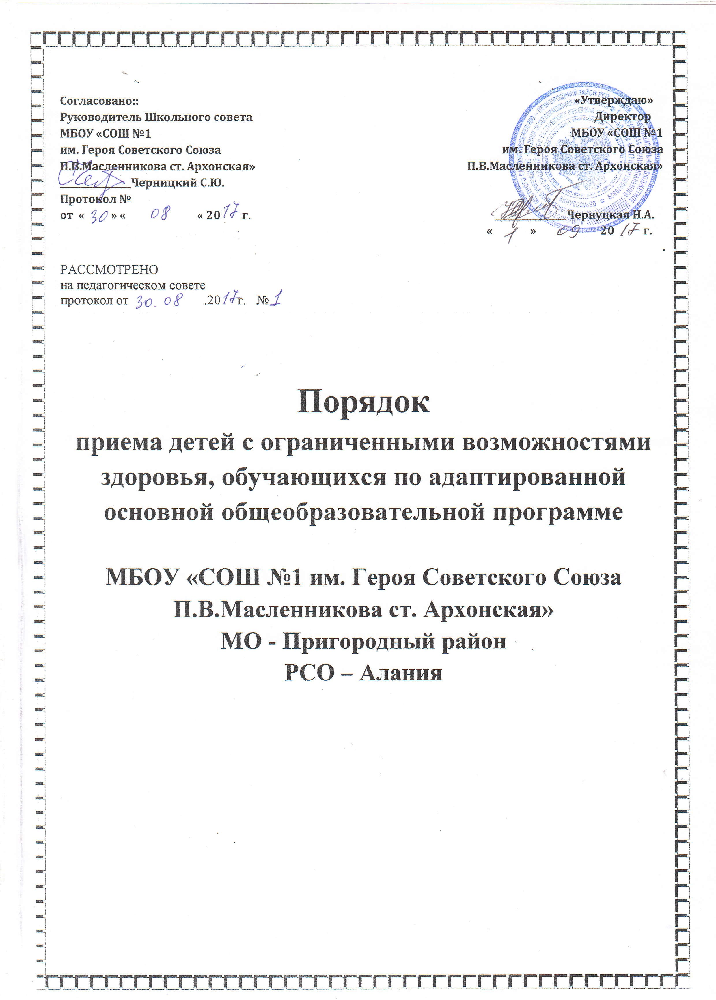 Согласовано::
Руководитель Школьного совета
МБОУ «СОШ №1
им. Героя Советского Союза
П.В.Масленникова ст. Архонская»
____________Черницкий С.Ю.
Протокол №
от « 30 » « 08 « 2017 г.
«Утверждаю»
Директор
МБОУ «СОШ №1
им. Героя Советского Союза
П.В.Масленникова ст. Архонская»
____________Чернуцкая Н.А.
« 1 » 09 20 17 г.
РАССМОТРЕНО
на педагогическом совете
протокол от 30. 08 .2017г. №1
Порядок
приема детей с ограниченными возможностями
здоровья, обучающихся по адаптированной
основной общеобразовательной программе
МБОУ «СОШ №1 им. Героя Советского Союза
П.В.Масленникова ст. Архонская»
МО - Пригородный район
РСО – Алания